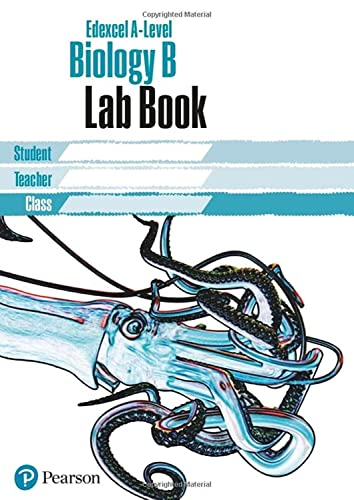 Edexcel A-Level
Biology B
Lab Book
Student
Teacher
Class
Pearson